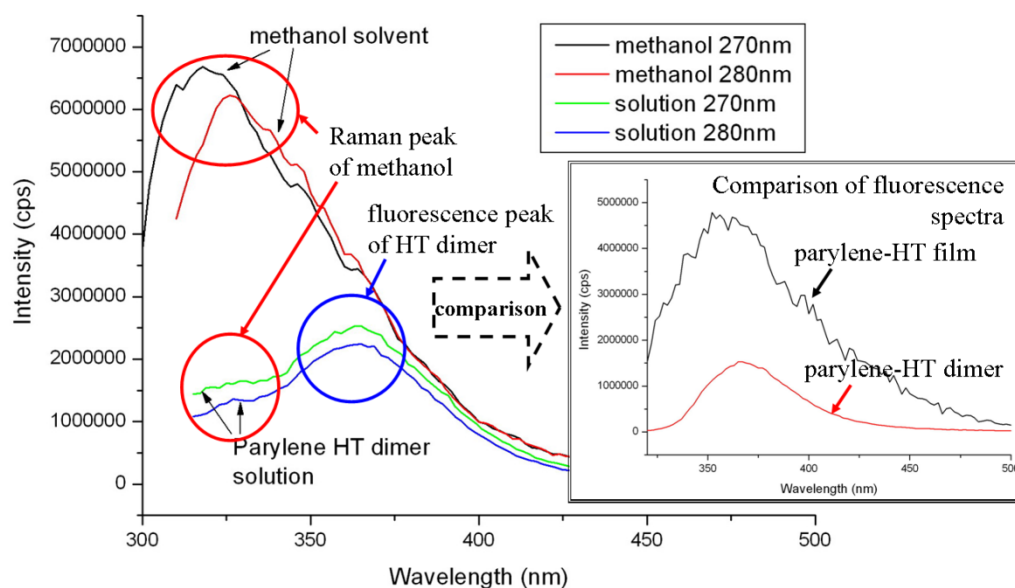 methanol solvent
Raman peak
of methanol
fluorescence peak
of HT dimer
comparison
Parylene HT dimer
solution
methanol 270nm
methanol 280nm
solution 270nm
solution 280nm
Intensity (cps)
7000000
6000000
5000000
4000000
3000000
2000000
1000000
0
300
350
400
450
500
Wavelength (nm)
Comparison of fluorescence
spectra
parylene-HT film
parylene-HT dimer
Intensity (cps)
5000000
4000000
3000000
2000000
1000000
0
350
400
450
500
Wavelength (nm)